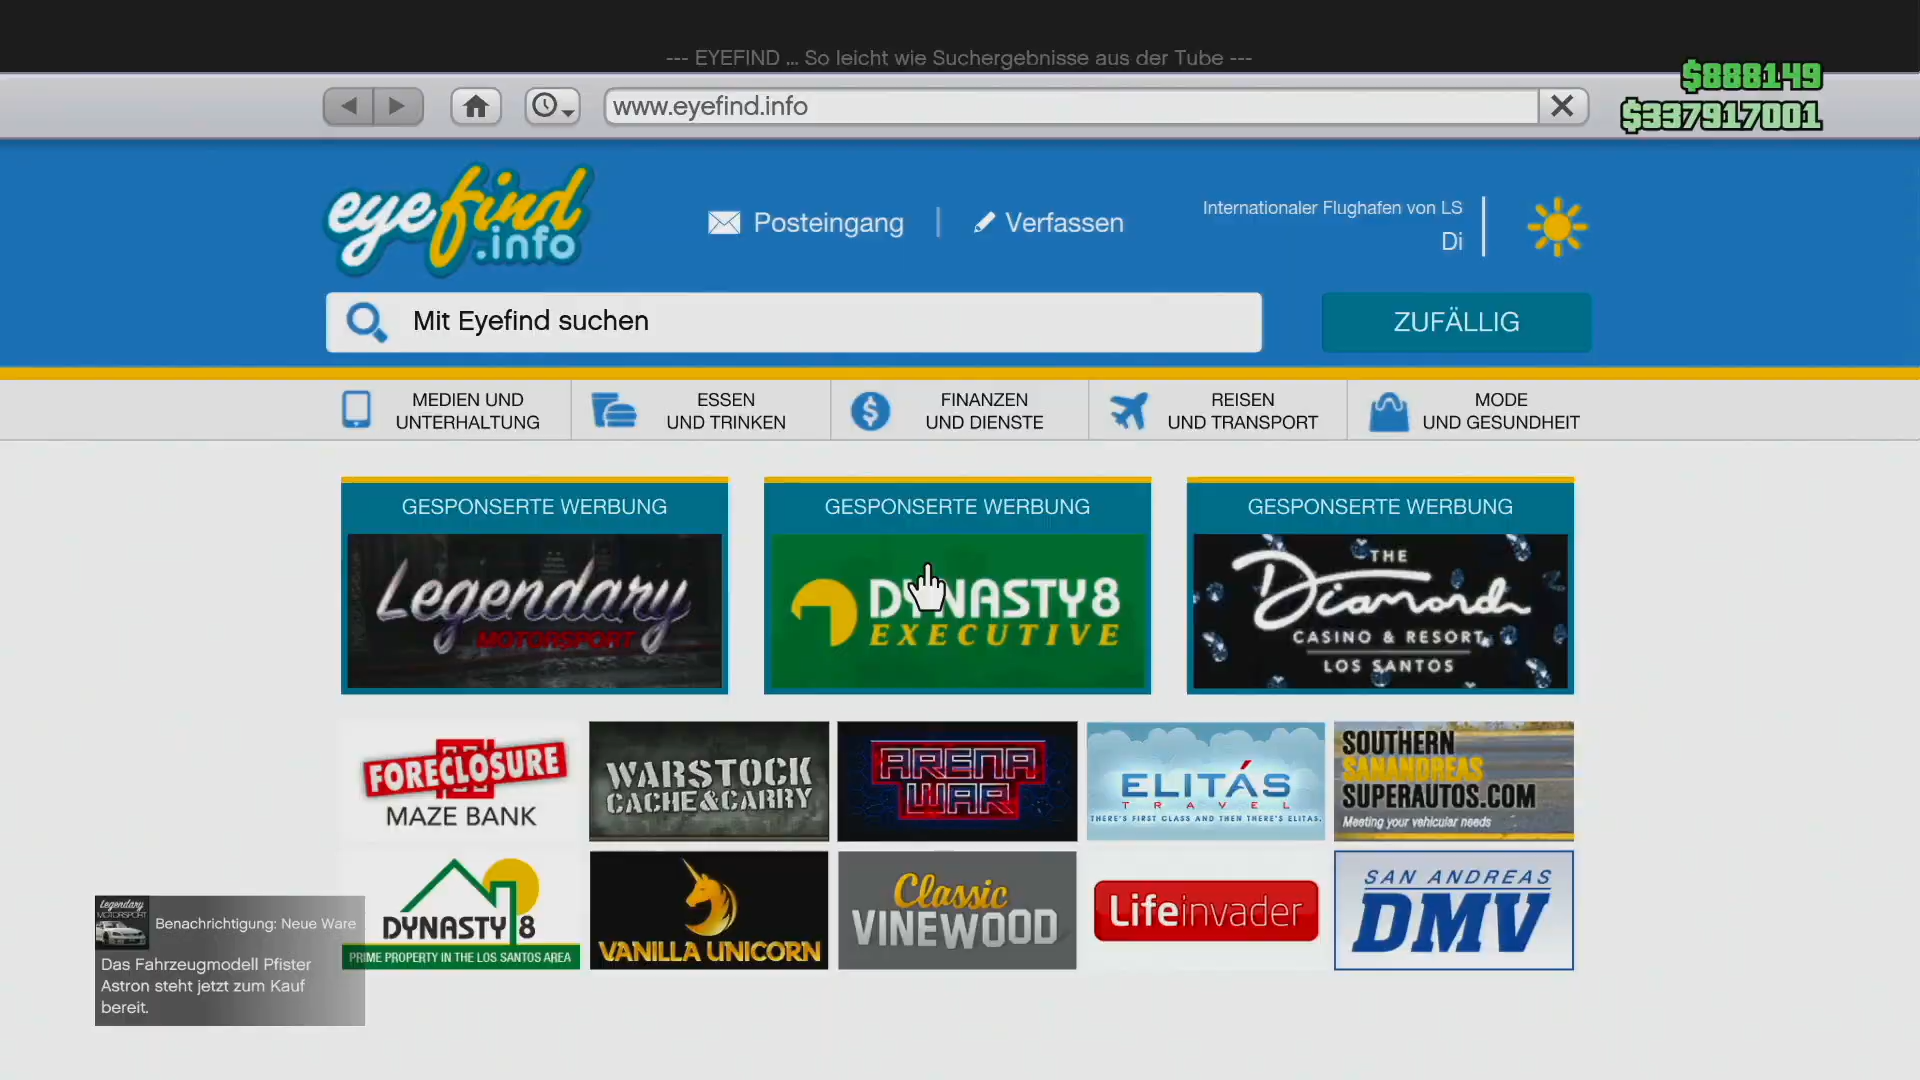 --- EYEFIND ... So leicht wie Suchergebnisse aus der Tube ---
$888149
www.eyefind.info
$337917001
eyefind
.info
Posteingang
Verfassen
Internationaler Flughafen von LS
Di
Mit Eyefind suchen
ZUFÄLLIG
MEDIEN UND
UNTERHALTUNG
ESSEN
UND TRINKEN
FINANZEN
UND DIENSTE
REISEN
UND TRANSPORT
MODE
UND GESUNDHEIT
GESPONSERTE WERBUNG
Legendary
MOTORSPORT
GESPONSERTE WERBUNG
DYNASTY8
EXECUTIVE
GESPONSERTE WERBUNG
THE
Diamond
CASINO & RESORT
LOS SANTOS
FORECLOSURE
MAZE BANK
WARSTOCK
CACHE&CARRY
ARENA
WAR
ELITÁS
TRAVEL
THERE'S FIRST CLASS AND THEN THERE'S ELITAS.
SOUTHERN
SANANDREAS
SUPERAUTOS.COM
Meeting your vehicular needs
DYNASTY 8
PRIME PROPERTY IN THE LOS SANTOS AREA
VANILLA UNICORN
Classic
VINEWOOD
Lifeinvader
SAN ANDREAS
DMV
Legendary
MOTORSPORT
Benachrichtigung: Neue Ware
Das Fahrzeugmodell Pfister
Astron steht jetzt zum Kauf
bereit.